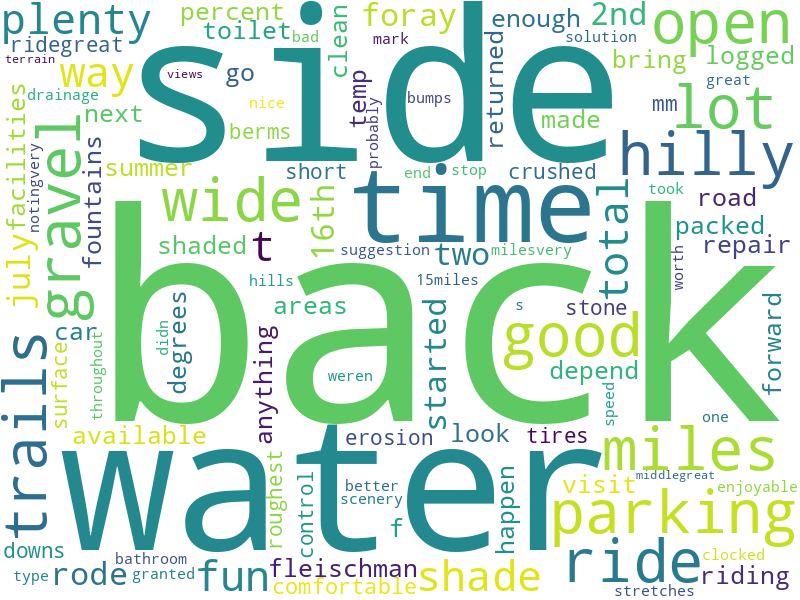 plenty
percent
foray
enough
2nd
open
ridegreat
toilet
bad
mark
solution
terrain
way
side
views
go
clean
temp
bumps
returned
bring
logged
great
drainage
nice
probably
mm
lot
next
berms
made
hilly
facilities
notingvery
gravel
fountains
summer
short
end
stop
crushed
took
road
july
wide
16th
time
total
packed
shaded
t
suggestion
two
milesvery
repair
hills
15miles
worth
areas
back
s
stone
degrees
started
good
forward
car
didn
depend
trails
surface
throughout
anything
weren
speed
one
available
erosion
look
tires
miles
water
roughest
control
better
scenery
happen
visit
middlegreat
enjoyable
parking
f
downs
bathroom
fleischman
ride
clocked
type
granted
rode
fun
comfortable
shade
riding
stretches